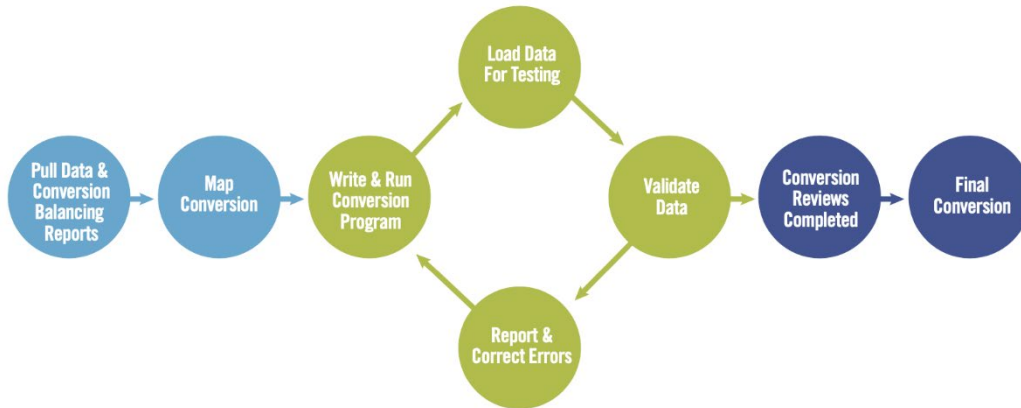 Load Data
For Testing
Pull Data &
Conversion
Balancing
Reports
Map
Conversion
Write & Run
Conversion
Program
Validate
Data
Conversion
Reviews
Completed
Final
Conversion
Report &
Correct Errors